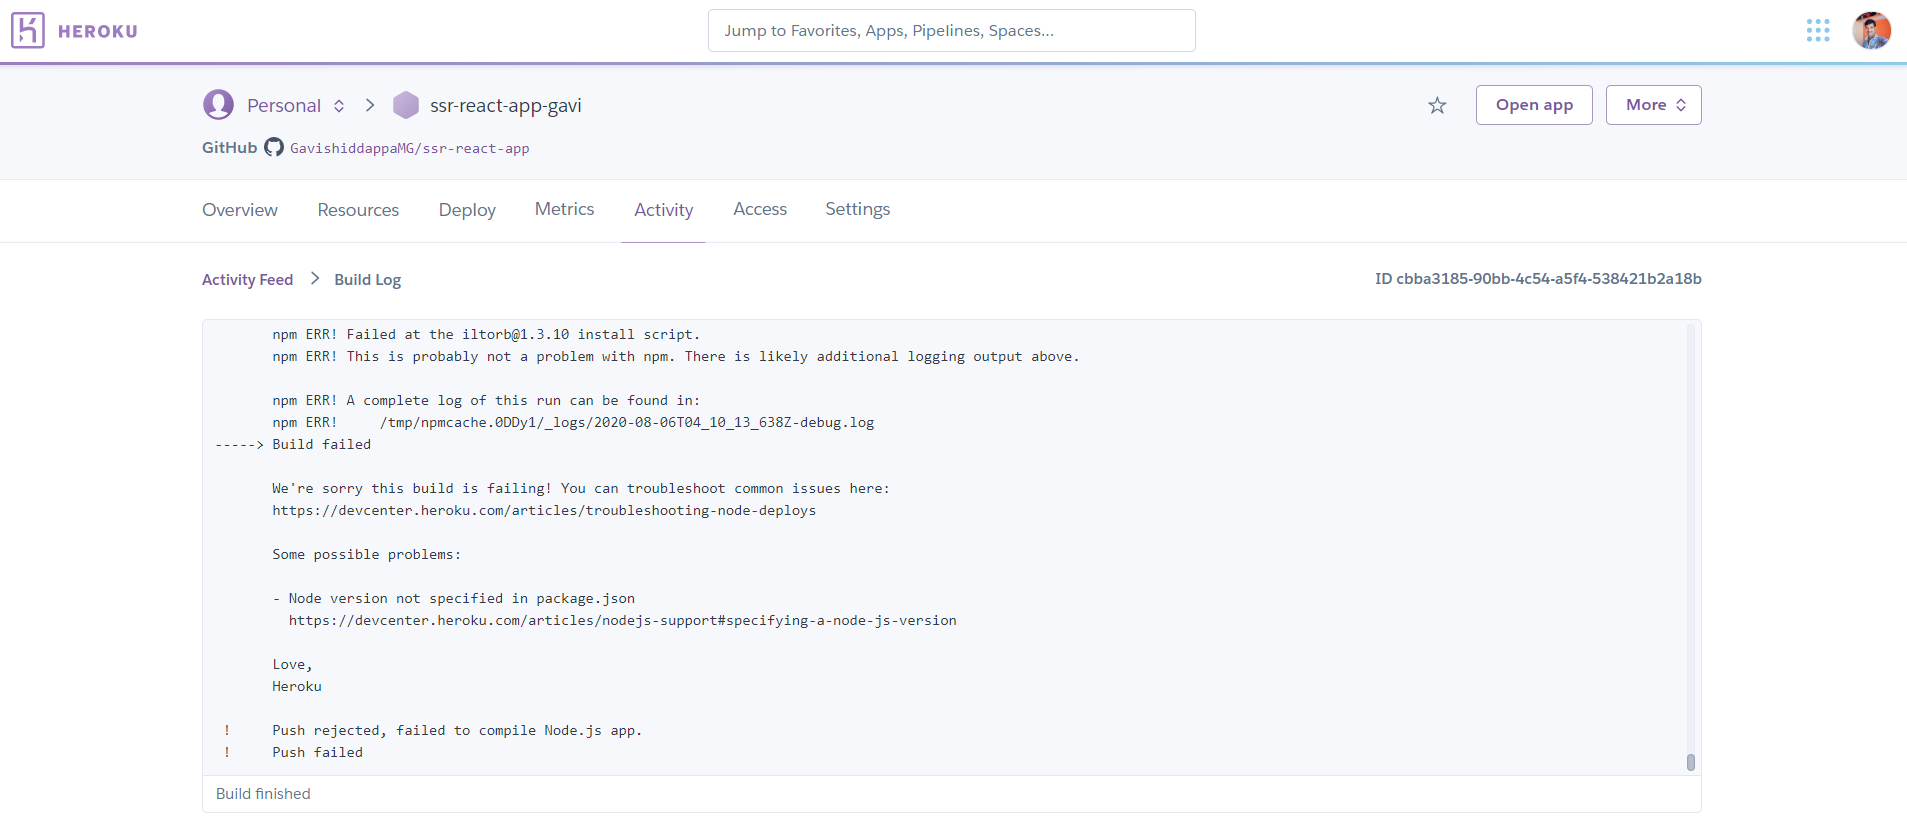 HEROKU
Jump to Favorites, Apps, Pipelines, Spaces...
Personal ssr-react-app-gavi
Open app
More
GitHub GavishiddappaMG/ssr-react-app
Overview Resources Deploy Metrics Activity Access Settings
Activity Feed Build Log
ID cbba3185-90bb-4c54-a5f4-538421b2a18b
npm ERR! Failed at the iltorb@1.3.10 install script.
npm ERR! This is probably not a problem with npm. There is likely additional logging output above.
npm ERR! A complete log of this run can be found in:
npm ERR!     /tmp/npmcache.0DDy1/_logs/2020-08-06T04_10_13_638Z-debug.log
-----> Build failed
We're sorry this build is failing! You can troubleshoot common issues here:
https://devcenter.heroku.com/articles/troubleshooting-node-deploys
Some possible problems:
- Node version not specified in package.json
https://devcenter.heroku.com/articles/nodejs-support#specifying-a-node-js-version
Love,
Heroku
!     Push rejected, failed to compile Node.js app.
!     Push failed
Build finished